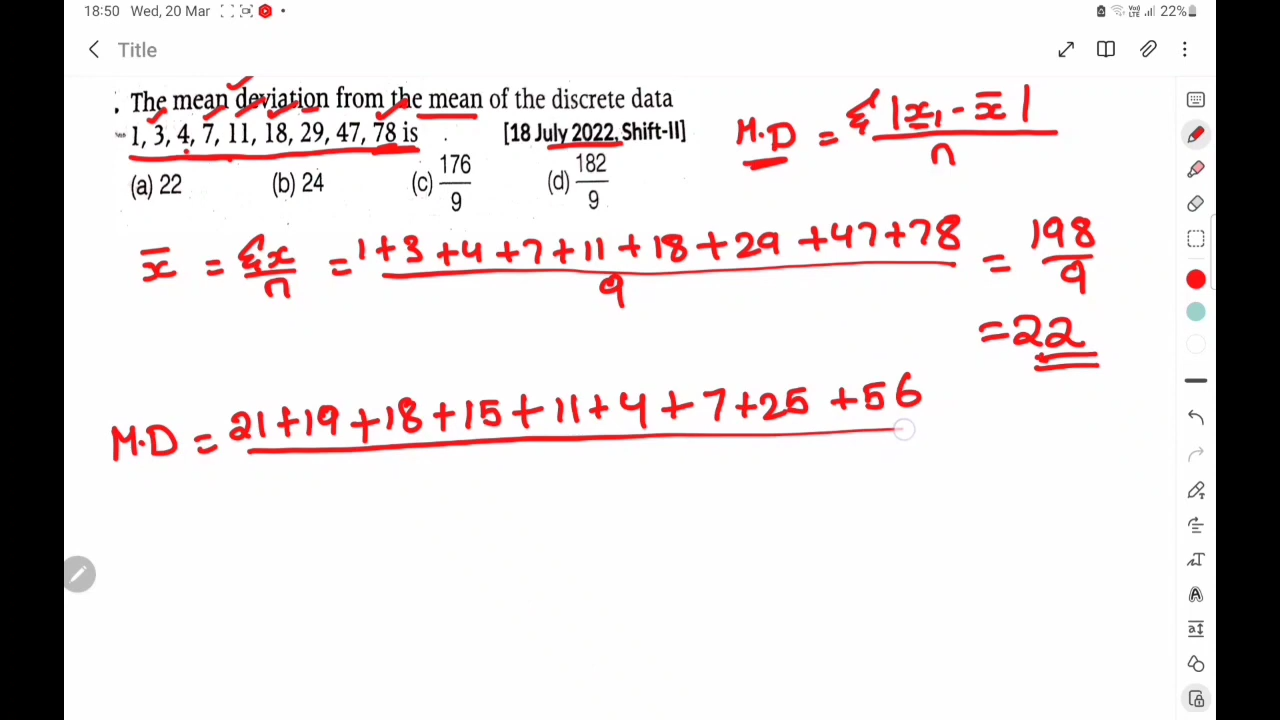 18:50 Wed, 20 Mar
22%
Title
. The mean deviation from the mean of the discrete data
1, 3, 4, 7, 11, 18, 29, 47, 78 is [18 July 2022, Shift-II]
(a) 22 (b) 24 (c) 176/9 (d) 182/9
M.D = Σ|x₁ - x̄| / n
x̄ = Σx/n = 1+3+4+7+11+18+29+47+78 / 9 = 198/9
=22
M.D = 21+19+18+15+11+4+7+25+56